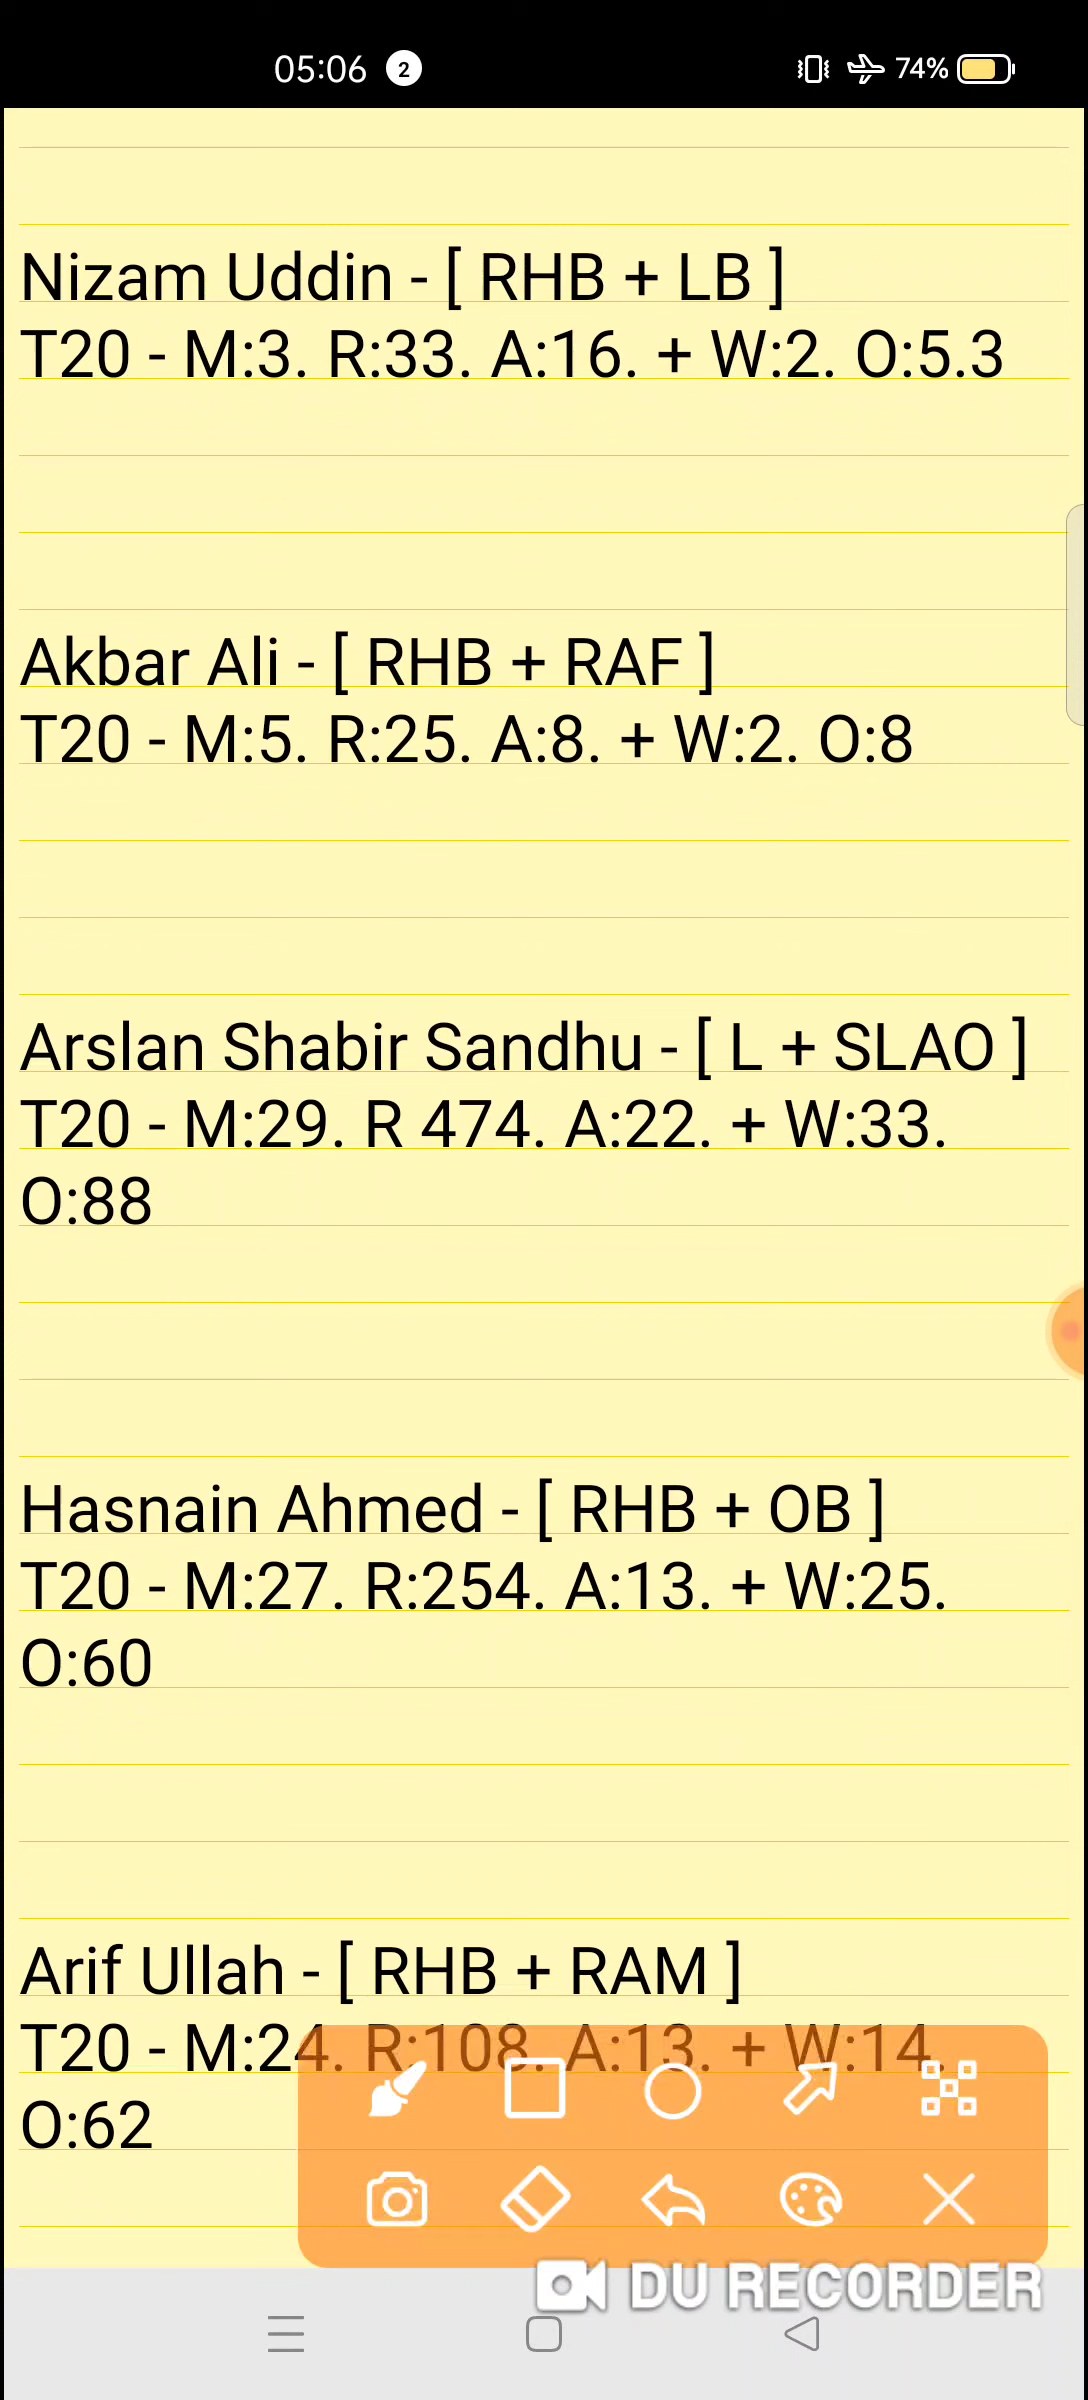 05:06 2 74%
Nizam Uddin - [ RHB + LB ]
T20 - M:3. R:33. A:16. + W:2. O:5.3
Akbar Ali - [ RHB + RAF ]
T20 - M:5. R:25. A:8. + W:2. O:8
Arslan Shabir Sandhu - [ L + SLAO ]
T20 - M:29. R 474. A:22. + W:33.
O:88
Hasnain Ahmed - [ RHB + OB ]
T20 - M:27. R:254. A:13. + W:25.
O:60
Arif Ullah - [ RHB + RAM ]
T20 - M:24. R:108. A:13. + W:14.
O:62
DU RECORDER